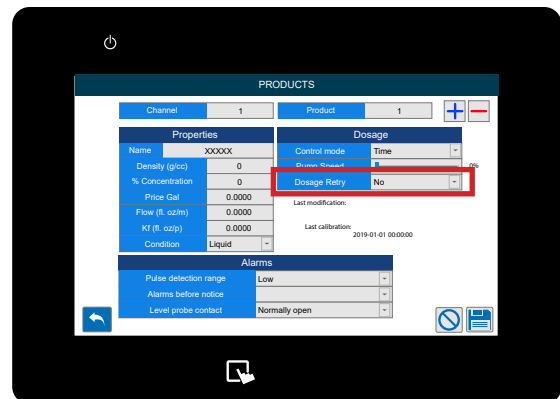 PRODUCTS
Channel 1 Product 1
Properties
Name XXXXX
Density (g/cc) 0
% Concentration 0
Price Gal 0.0000
Flow (fl. oz/m) 0.0000
Kf (fl. oz/p) 0.0000
Condition Liquid
Dosage
Control mode Time
Pump Speed 0%
Dosage Retry No
Last modification:
Last calibration:
2019-01-01 00:00:00
Alarms
Pulse detection range Low
Alarms before notice
Level probe contact Normally open